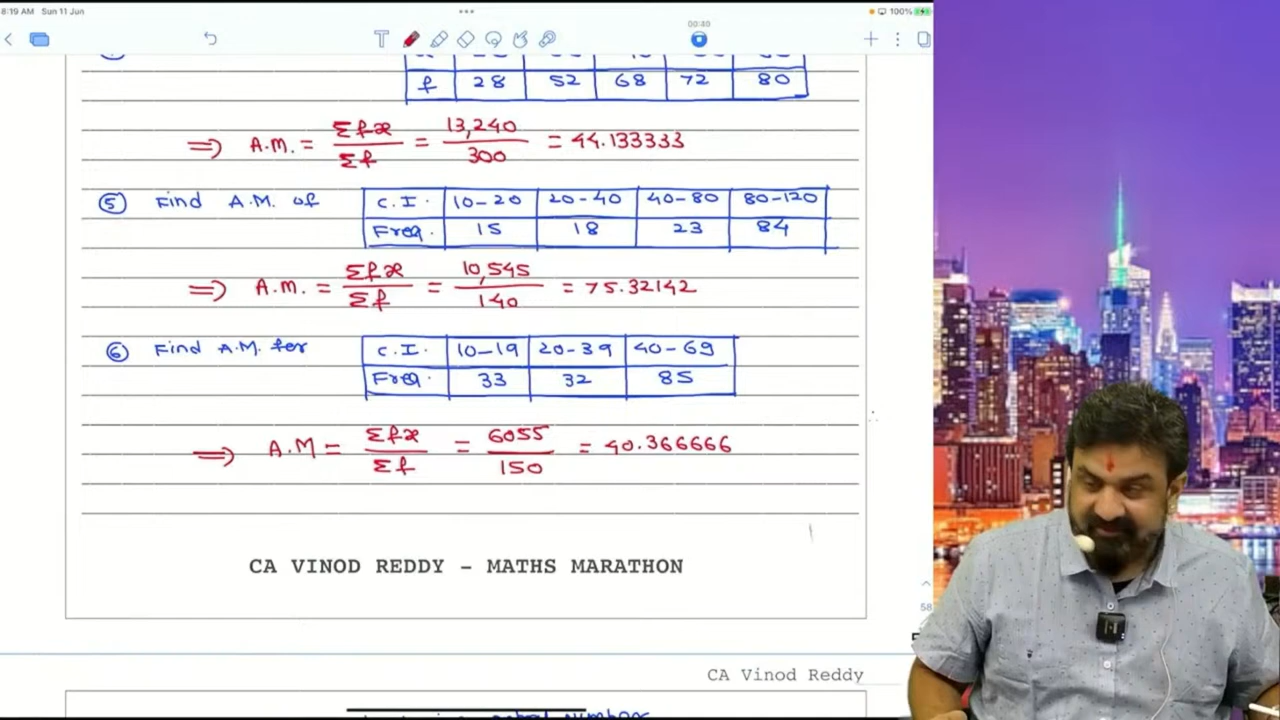 8:19 AM Sun 11 Jun
100%
00:40
f 28 52 68 72 80
⇒ A.M. = Σfx / Σf = 13,240 / 300 = 44.133333
⑤ Find A.M. of
C.I. 10-20 20-40 40-80 80-120
Freq. 15 18 23 84
⇒ A.M. = Σfx / Σf = 10,545 / 140 = 75.32142
⑥ Find A.M. for
C.I. 10-19 20-39 40-69
Freq. 33 32 85
⇒ A.M = Σfx / Σf = 6055 / 150 = 40.366666
CA VINOD REDDY - MATHS MARATHON
58
CA Vinod Reddy